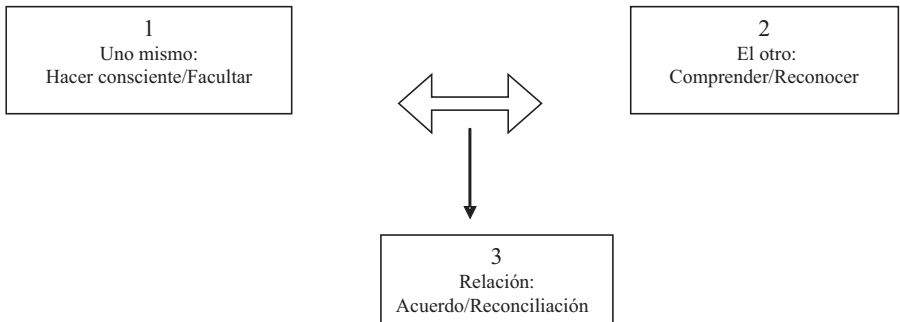 1
Uno mismo:
Hacer consciente/Facultar
2
El otro:
Comprender/Reconocer
3
Relación:
Acuerdo/Reconciliación